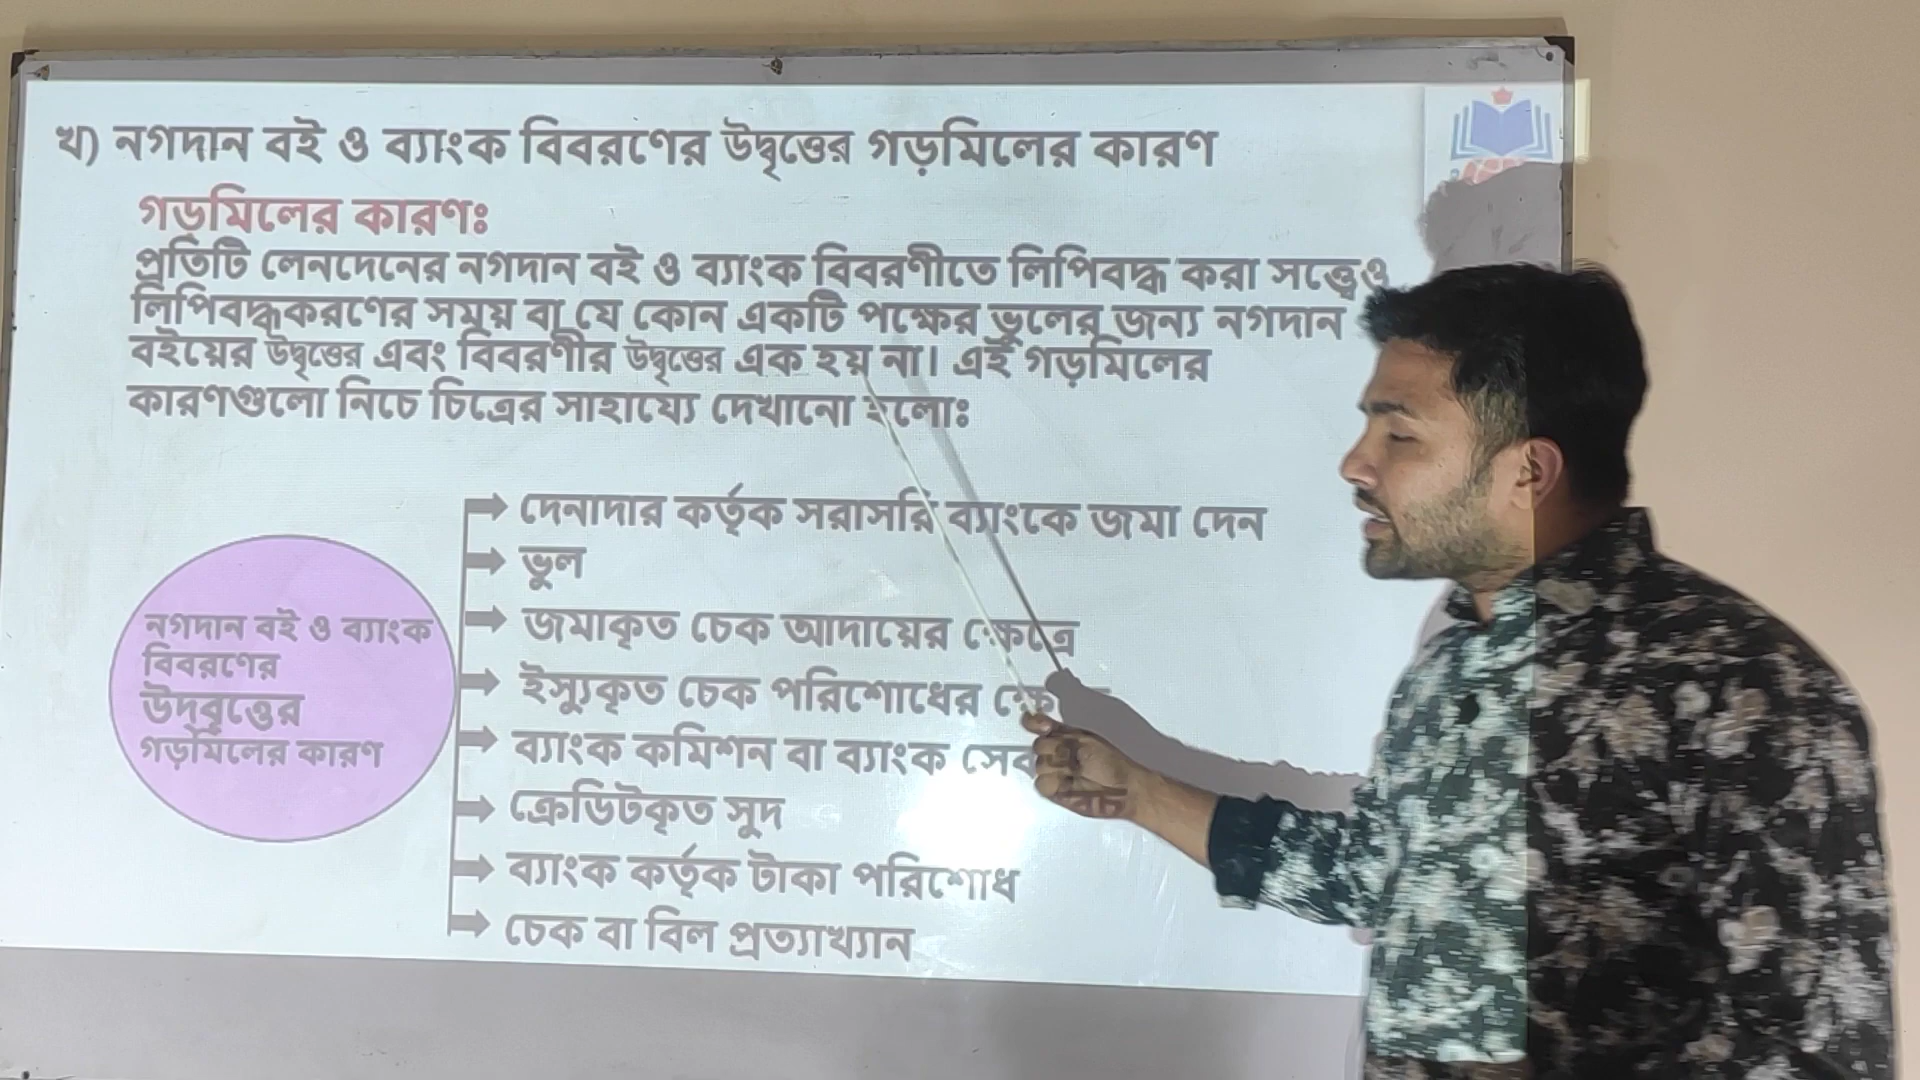 খ) নগদান বই ও ব্যাংক বিবরণের উদ্বৃত্তের গড়মিলের কারণ
গড়মিলের কারণঃ
প্রতিটি লেনদেনের নগদান বই ও ব্যাংক বিবরণীতে লিপিবদ্ধ করা সত্ত্বেও
লিপিবদ্ধকরণের সময় বা যে কোন একটি পক্ষের ভুলের জন্য নগদান
বইয়ের উদ্বৃত্তের এবং বিবরণীর উদ্বৃত্তের এক হয় না। এই গড়মিলের
কারণগুলো নিচে চিত্রের সাহায্যে দেখানো হলোঃ
নগদান বই ও ব্যাংক
বিবরণের
উদ্‌বৃত্তের
গড়মিলের কারণ
দেনাদার কর্তৃক সরাসরি ব্যাংকে জমা দেন
ভুল
জমাকৃত চেক আদায়ের ক্ষেত্রে
ইস্যুকৃত চেক পরিশোধের
ব্যাংক কমিশন বা ব্যাংক
ক্রেডিটকৃত সুদ
ব্যাংক কর্তৃক টাকা পরিশোধ
চেক বা বিল প্রত্যাখ্যান